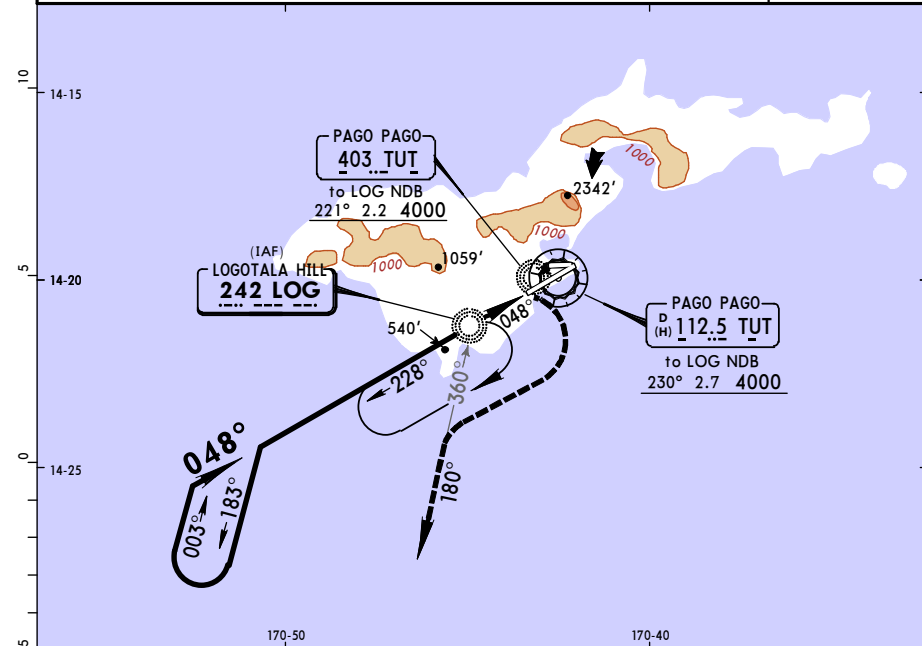 10
14-15
PAGO PAGO
403 TUT
to LOG NDB
221° 2.2 4000
1000
2342'
1000
(IAF)
LOGOTALA HILL
242 LOG
1000
1059'
5
14-20
540'
048°
PAGO PAGO
D
(H) 112.5 TUT
to LOG NDB
230° 2.7 4000
228°
360°
048°
0
14-25
003°
183°
180°
5
170-50
170-40